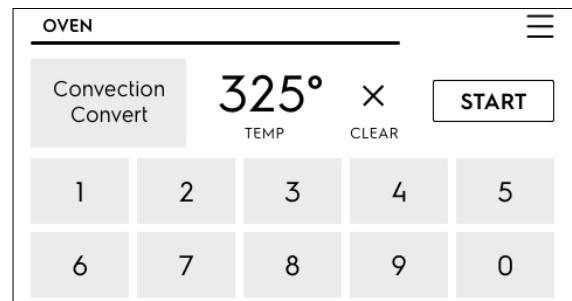 OVEN
Convection
Convert
325°
TEMP
×
CLEAR
START
1 2 3 4 5
6 7 8 9 0